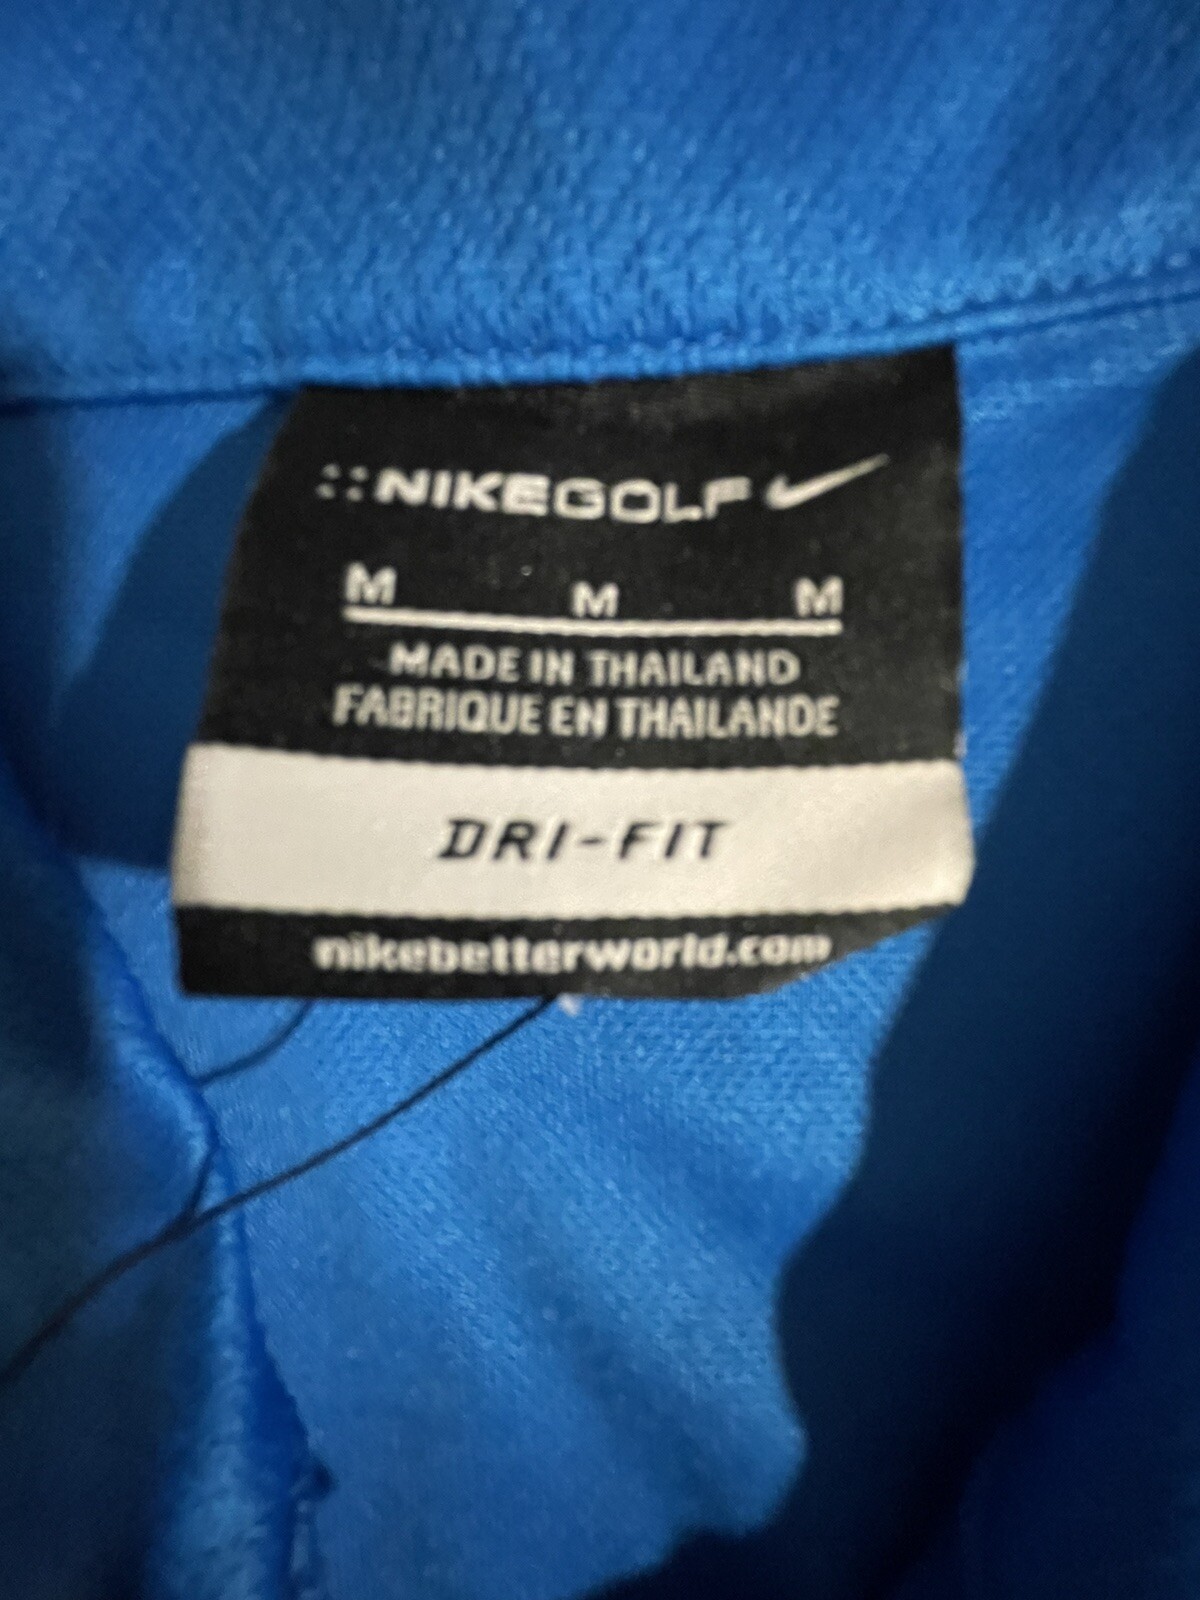 ::NIKEGOLF
M M M
MADE IN THAILAND
FABRIQUE EN THAILANDE
DRI-FIT
nikebetterworld.com